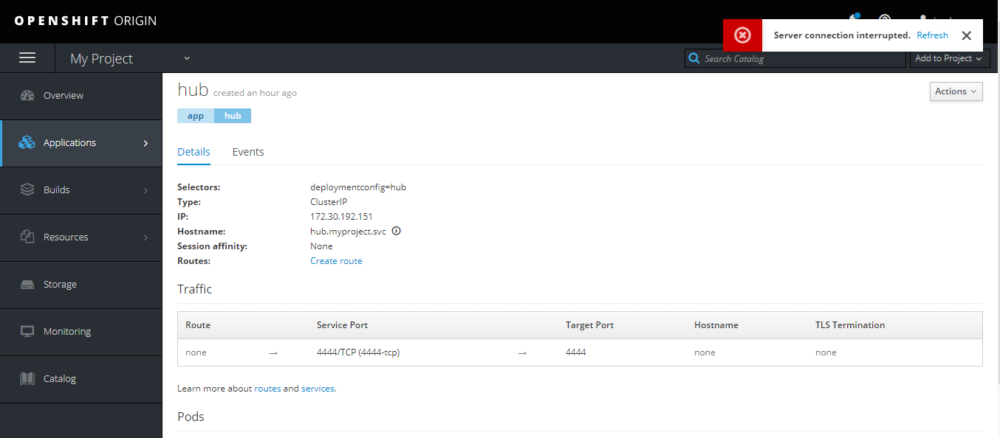 OPENSHIFT ORIGIN
Server connection interrupted. Refresh
My Project
Search Catalog
Add to Project
Overview
Applications
Builds
Resources
Storage
Monitoring
Catalog
hub created an hour ago
Actions
app hub
Details Events
Selectors: deploymentconfig=hub
Type: ClusterIP
IP: 172.30.192.151
Hostname: hub.myproject.svc
Session affinity: None
Routes: Create route
Traffic
Route Service Port Target Port Hostname TLS Termination
none → 4444/TCP (4444-tcp) → 4444 none none
Learn more about routes and services.
Pods